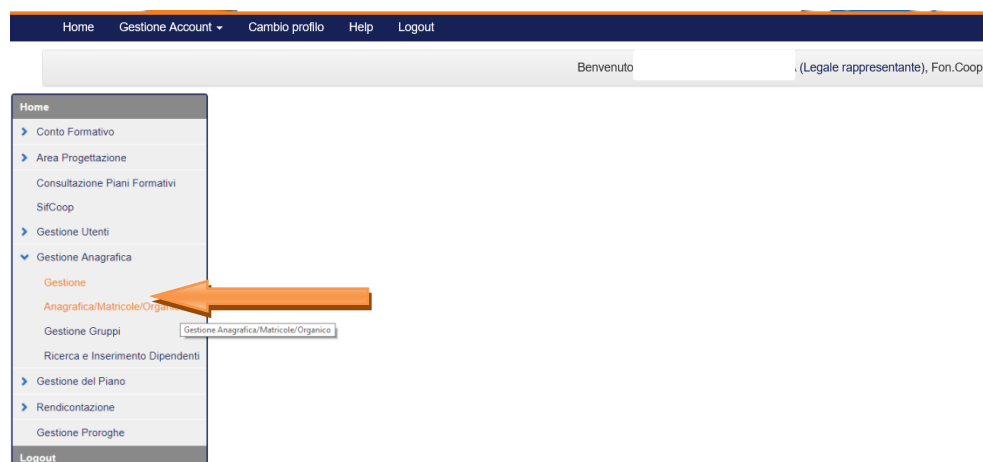 Home Gestione Account Cambio profilo Help Logout
Benvenuto (Legale rappresentante), Fon.Coop
Home
Conto Formativo
Area Progettazione
Consultazione Piani Formativi
SifCoop
Gestione Utenti
Gestione Anagrafica
Gestione
Anagrafica/Matricole/Organico
Gestione Gruppi
Gestione Anagrafica/Matricole/Organico
Ricerca e Inserimento Dipendenti
Gestione del Piano
Rendicontazione
Gestione Proroghe
Logout